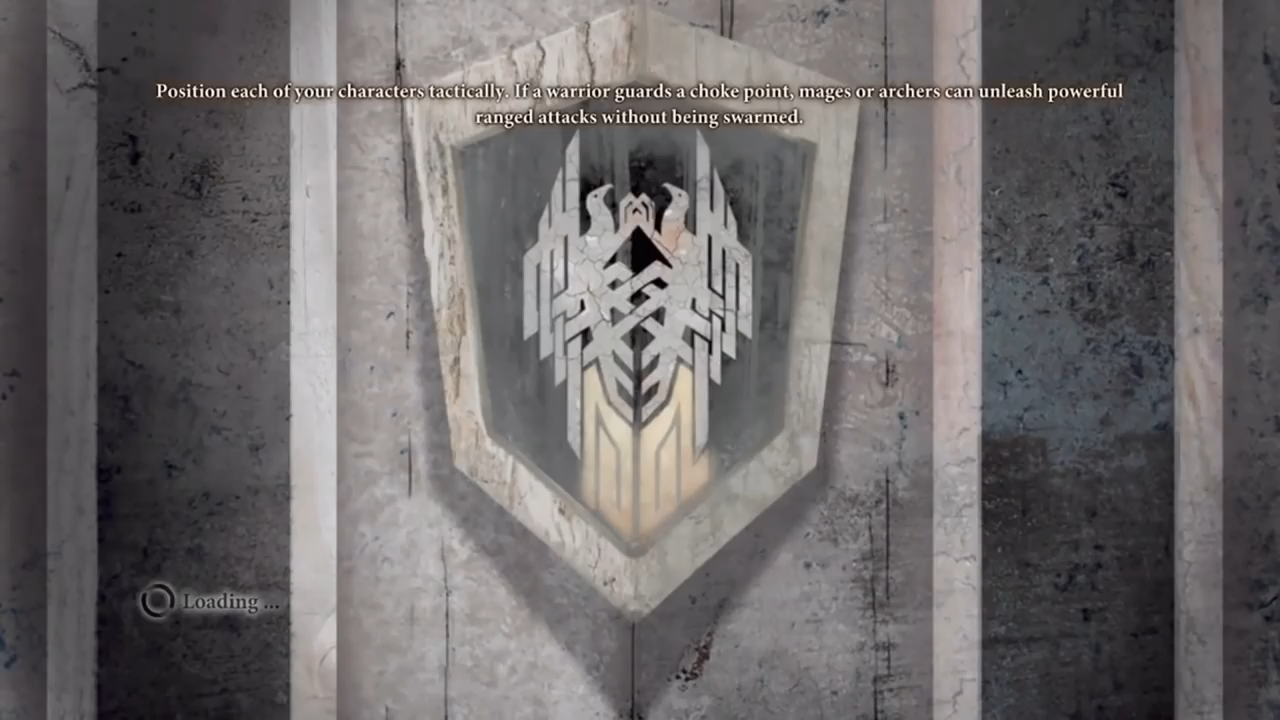 Position each of your characters tactically. If a warrior guards a choke point, mages or archers can unleash powerful
ranged attacks without being swarmed.
Loading ...